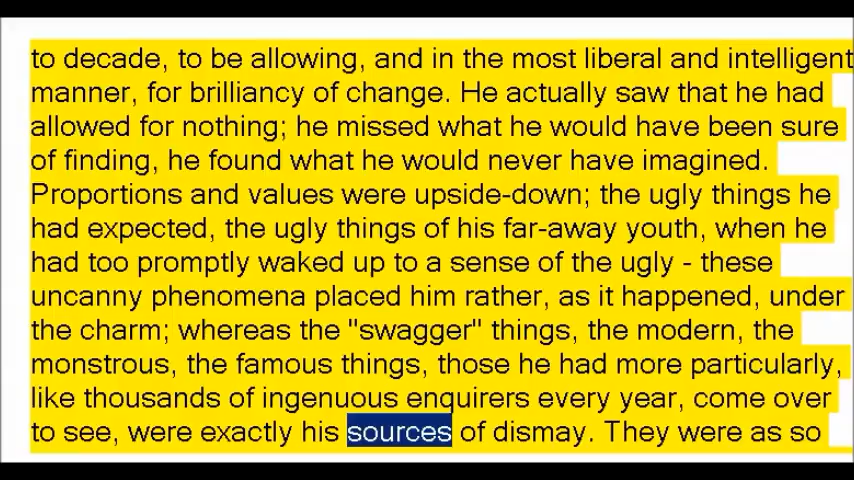 to decade, to be allowing, and in the most liberal and intelligent
manner, for brilliancy of change. He actually saw that he had
allowed for nothing; he missed what he would have been sure
of finding, he found what he would never have imagined.
Proportions and values were upside-down; the ugly things he
had expected, the ugly things of his far-away youth, when he
had too promptly waked up to a sense of the ugly - these
uncanny phenomena placed him rather, as it happened, under
the charm; whereas the "swagger" things, the modern, the
monstrous, the famous things, those he had more particularly,
like thousands of ingenuous enquirers every year, come over
to see, were exactly his sources of dismay. They were as so